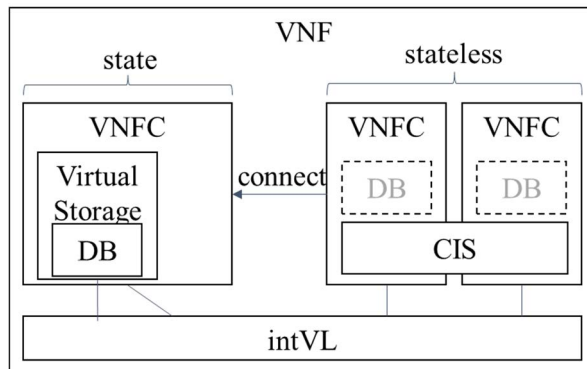 VNF
state
stateless
VNFC
VNFC
VNFC
Virtual
Storage
DB
connect
DB
DB
CIS
intVL